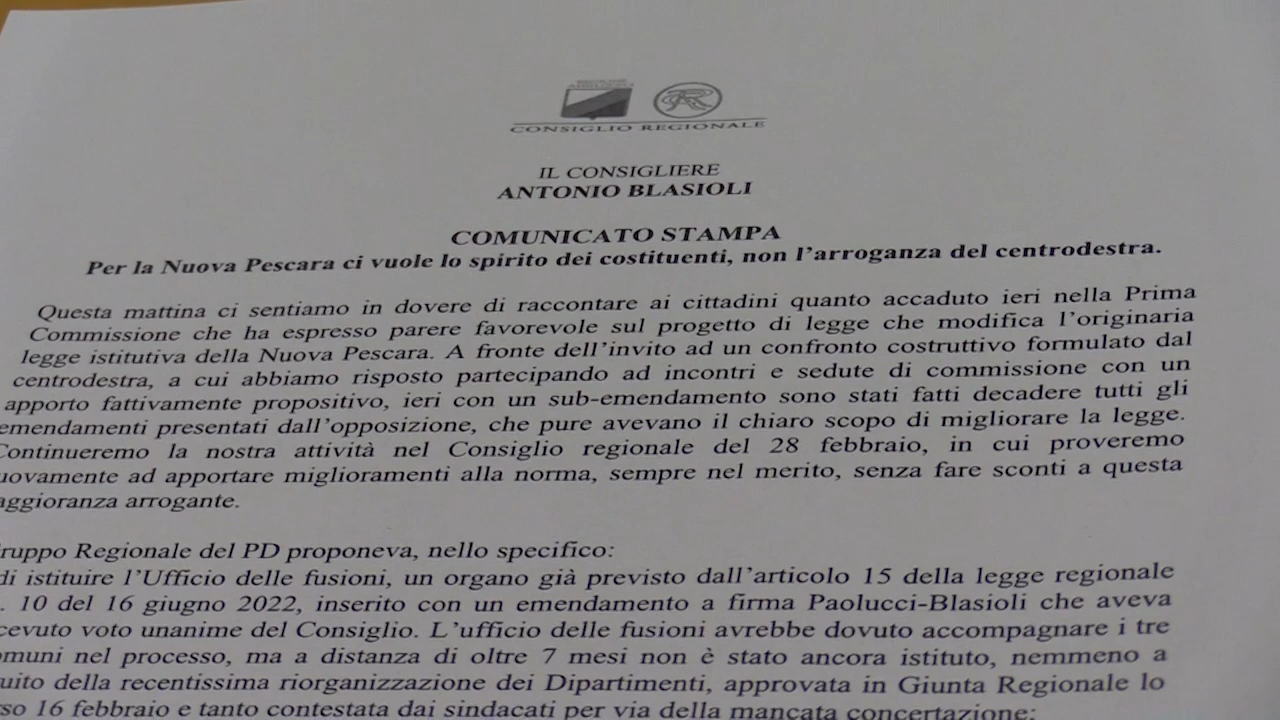 CONSIGLIO REGIONALE
IL CONSIGLIERE
ANTONIO BLASIOLI
COMUNICATO STAMPA
Per la Nuova Pescara ci vuole lo spirito dei costituenti, non l'arroganza del centrodestra.
Questa mattina ci sentiamo in dovere di raccontare ai cittadini quanto accaduto ieri nella Prima
Commissione che ha espresso parere favorevole sul progetto di legge che modifica l'originaria
legge istitutiva della Nuova Pescara. A fronte dell'invito ad un confronto costruttivo formulato dal
centrodestra, a cui abbiamo risposto partecipando ad incontri e sedute di commissione con un
apporto fattivamente propositivo, ieri con un sub-emendamento sono stati fatti decadere tutti gli
emendamenti presentati dall'opposizione, che pure avevano il chiaro scopo di migliorare la legge.
Continueremo la nostra attività nel Consiglio regionale del 28 febbraio, in cui proveremo
uovamente ad apportare miglioramenti alla norma, sempre nel merito, senza fare sconti a questa
aggioranza arrogante.
ruppo Regionale del PD proponeva, nello specifico:
di istituire l'Ufficio delle fusioni, un organo già previsto dall'articolo 15 della legge regionale
. 10 del 16 giugno 2022, inserito con un emendamento a firma Paolucci-Blasioli che aveva
cevuto voto unanime del Consiglio. L'ufficio delle fusioni avrebbe dovuto accompagnare i tre
omuni nel processo, ma a distanza di oltre 7 mesi non è stato ancora istituto, nemmeno a
uito della recentissima riorganizzazione dei Dipartimenti, approvata in Giunta Regionale lo
rso 16 febbraio e tanto contestata dai sindacati per via della mancata concertazione;